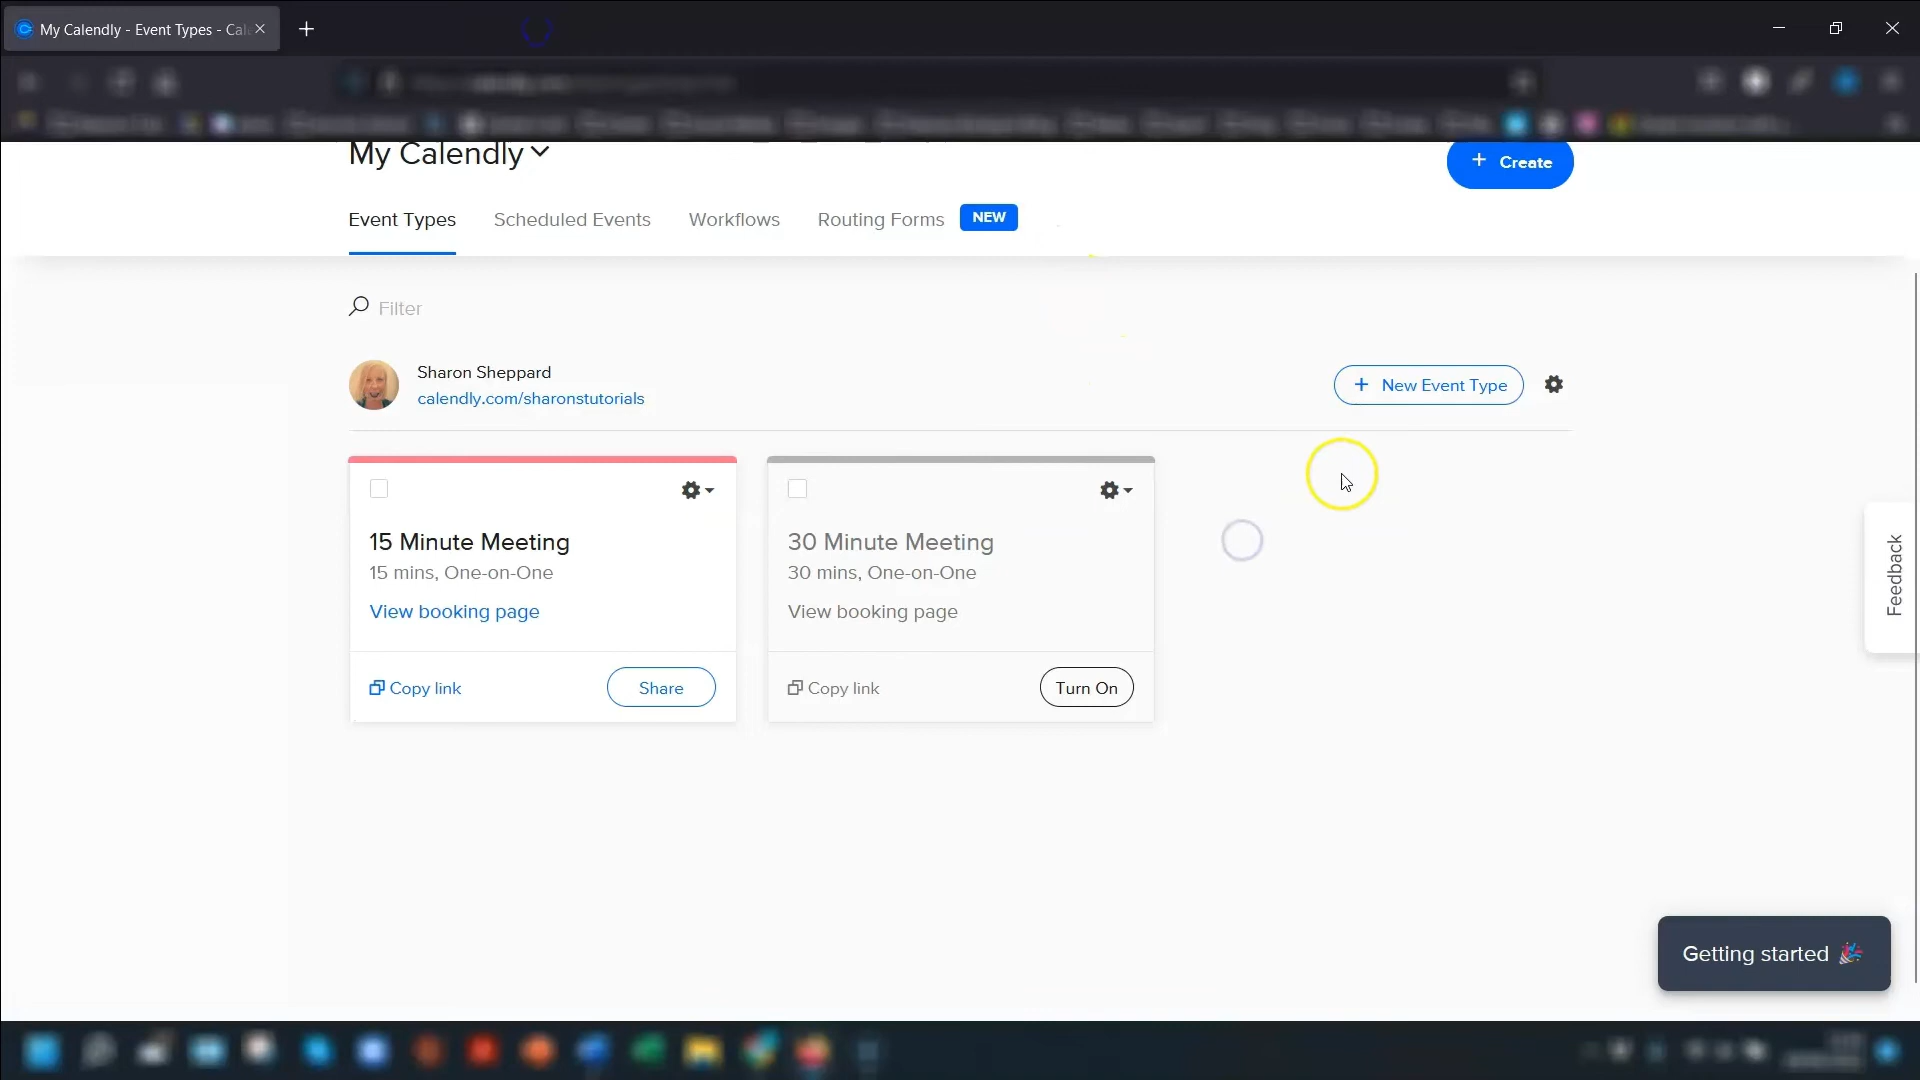 My Calendly - Event Types - Cal
My Calendly
+ Create
Event Types
Scheduled Events
Workflows
Routing Forms
NEW
Filter
Sharon Sheppard
calendly.com/sharonstutorials
+ New Event Type
15 Minute Meeting
15 mins, One-on-One
View booking page
Copy link
Share
30 Minute Meeting
30 mins, One-on-One
View booking page
Copy link
Turn On
Feedback
Getting started 🎉